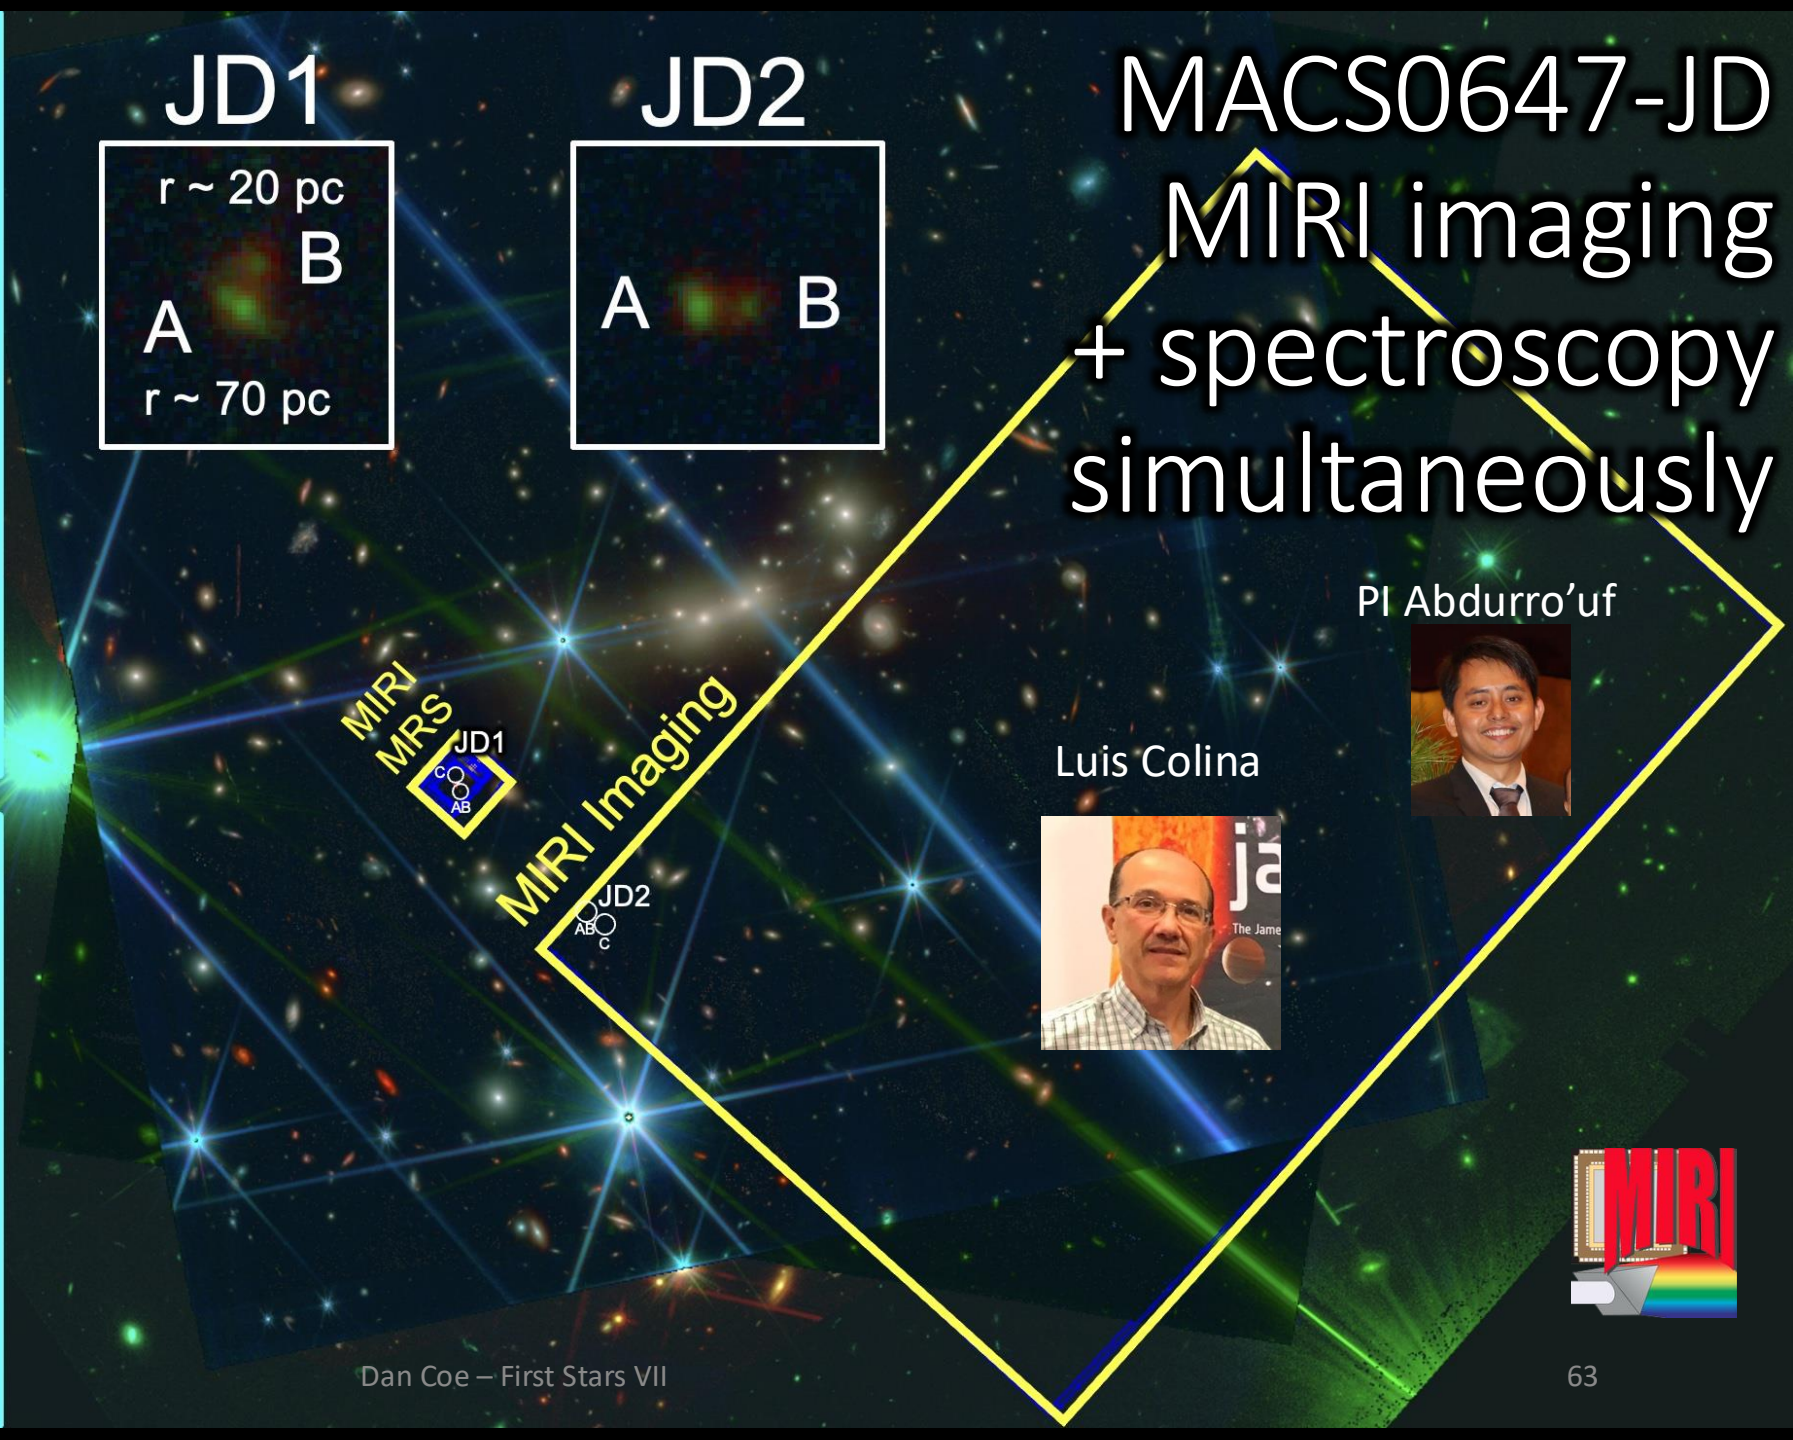 MACS0647-JD
MIRI imaging
+ spectroscopy
simultaneously
JD1
r ~ 20 pc
B
A
r ~ 70 pc
JD2
A
B
PI Abdurro’uf
Luis Colina
MIRI
MRS
JD1
C
AB
MIRI Imaging
JD2
AB
C
ja
The Jame
MIRI
Dan Coe – First Stars VII
63